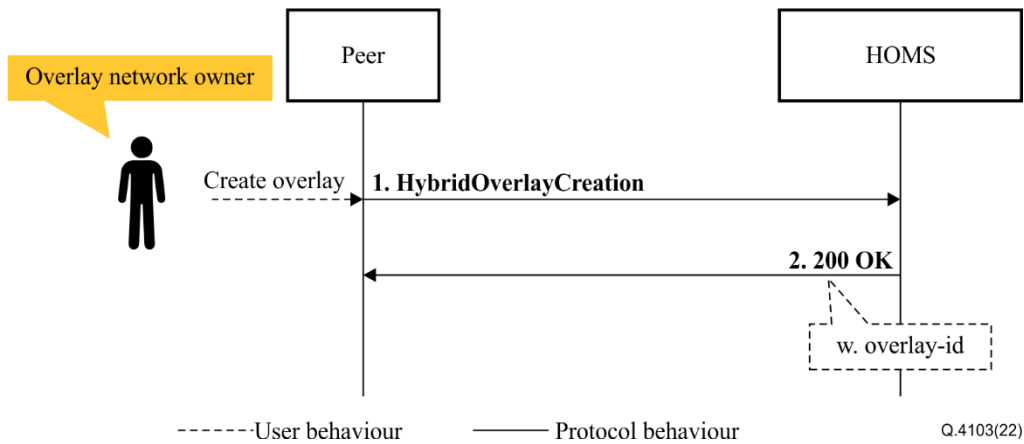 Peer
HOMS
Overlay network owner
Create overlay
1. HybridOverlayCreation
2. 200 OK
w. overlay-id
User behaviour
Protocol behaviour
Q.4103(22)